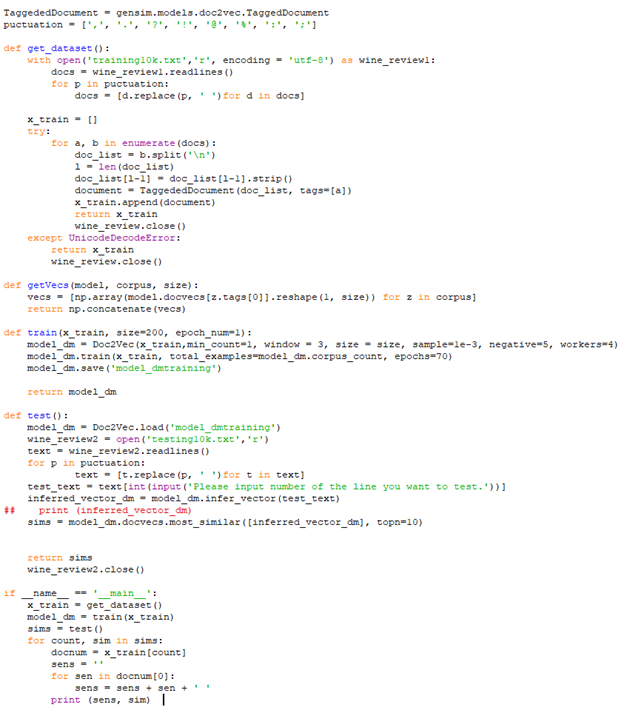 TaggededDocument = gensim.models.doc2vec.TaggedDocument
puctuation = [',', '.', '?', '!', '@', '%', ':', ';']
def get_dataset():
    with open('training10k.txt','r', encoding = 'utf-8') as wine_review1:
        docs = wine_review1.readlines()
        for p in puctuation:
            docs = [d.replace(p, ' ')for d in docs]
    x_train = []
    try:
        for a, b in enumerate(docs):
            doc_list = b.split('\n')
            l = len(doc_list)
            doc_list[l-1] = doc_list[l-1].strip()
            document = TaggededDocument(doc_list, tags=[a])
            x_train.append(document)
            return x_train
            wine_review.close()
    except UnicodeDecodeError:
        return x_train
        wine_review.close()
def getVecs(model, corpus, size):
    vecs = [np.array(model.docvecs[z.tags[0]].reshape(1, size)) for z in corpus]
    return np.concatenate(vecs)
def train(x_train, size=200, epoch_num=1):
    model_dm = Doc2Vec(x_train,min_count=1, window = 3, size = size, sample=1e-3, negative=5, workers=4)
    model_dm.train(x_train, total_examples=model_dm.corpus_count, epochs=70)
    model_dm.save('model_dmtraining')
    return model_dm
def test():
    model_dm = Doc2Vec.load('model_dmtraining')
    wine_review2 = open('testing10k.txt','r')
    text = wine_review2.readlines()
    for p in puctuation:
            text = [t.replace(p, ' ')for t in text]
    test_text = text[int(input('Please input number of the line you want to test.'))]
    inferred_vector_dm = model_dm.infer_vector(test_text)
##    print (inferred_vector_dm)
    sims = model_dm.docvecs.most_similar([inferred_vector_dm], topn=10)
    return sims
    wine_review2.close()
if __name__ == '__main__':
    x_train = get_dataset()
    model_dm = train(x_train)
    sims = test()
    for count, sim in sims:
        docnum = x_train[count]
        sens = ''
        for sen in docnum[0]:
            sens = sens + sen + ' '
        print (sens, sim)